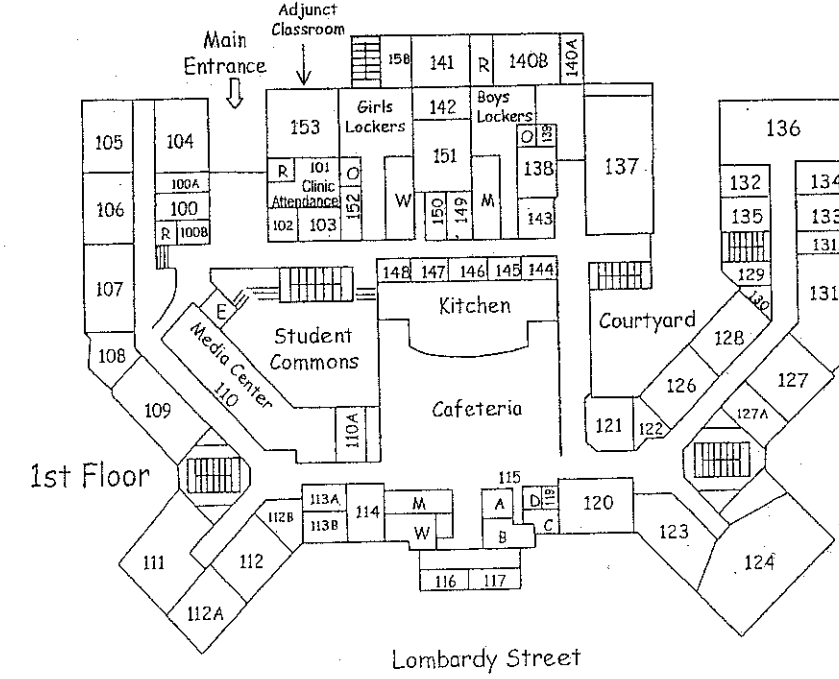 Adjunct
Classroom
Main
Entrance
15B
141
R
140B
140A
105
104
153
Girls
Lockers
142
Boys
Lockers
O
139
137
136
100A
R
101
Clinic
Attendance
O
151
138
132
134
106
100
W
M
135
133
R
100B
102
103
152
150
149
143
131
107
148
147
146
145
144
129
131
E
Kitchen
130
Media Center
110
Student
Commons
Courtyard
128
108
126
127
109
Cafeteria
121
122
127A
110A
1st Floor
115
113A
M
A
D
119
120
112B
113B
114
W
B
C
123
111
112
124
116
117
112A
Lombardy Street